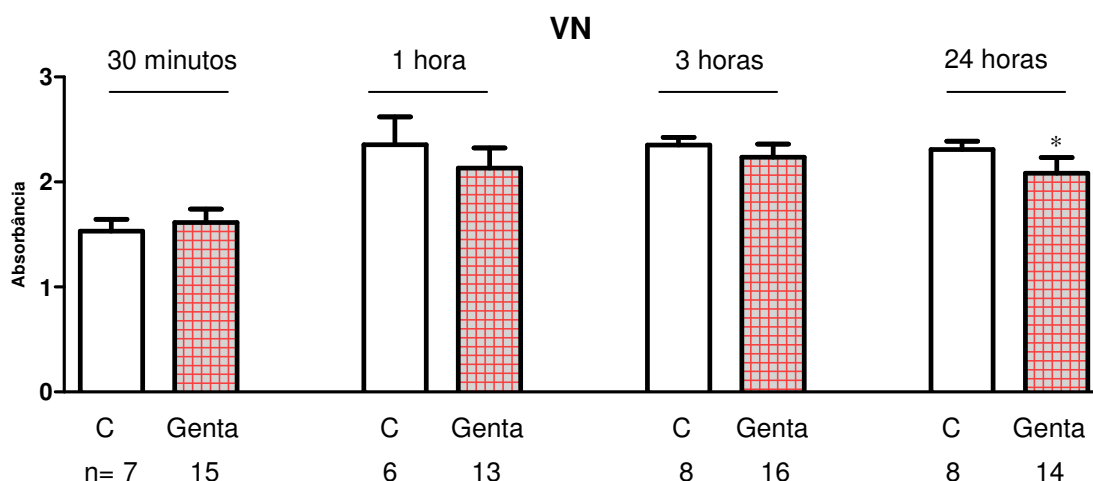 VN
30 minutos 1 hora 3 horas 24 horas
3
2
1
0
Absorbância
*
C Genta C Genta C Genta C Genta
n= 7 15 6 13 8 16 8 14